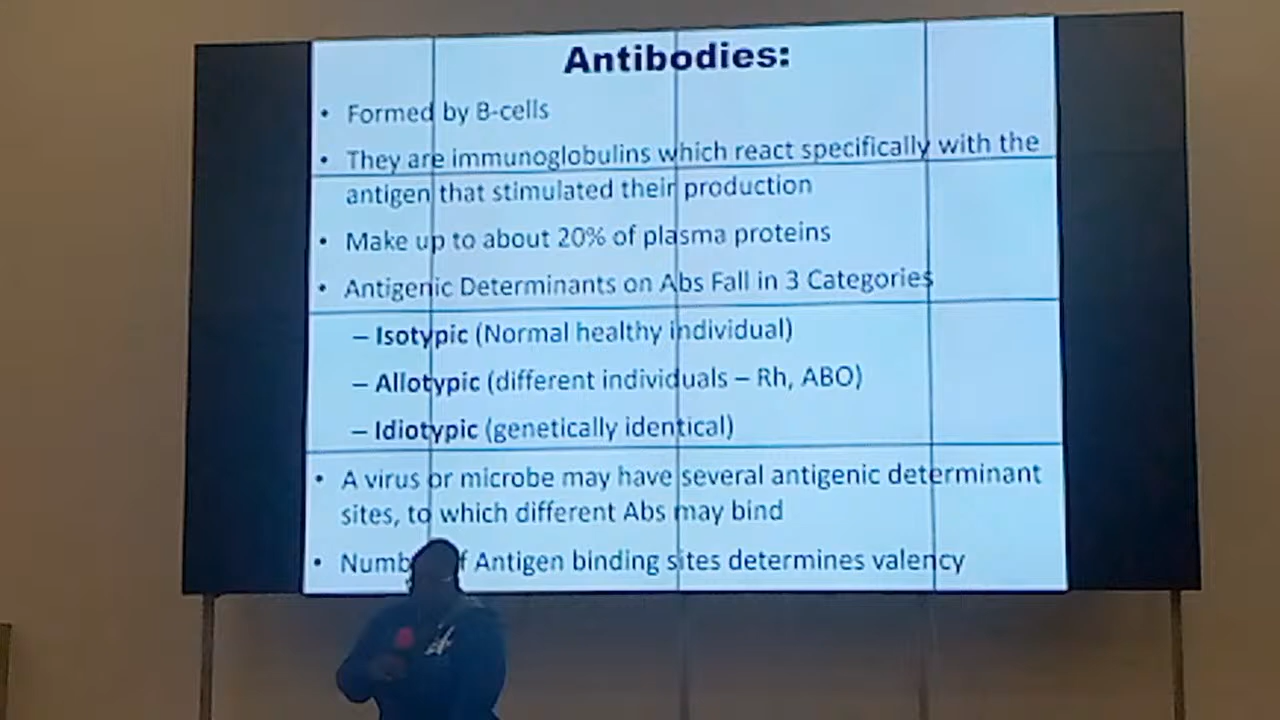 Antibodies:
• Formed by B-cells
• They are immunoglobulins which react specifically with the
antigen that stimulated their production
• Make up to about 20% of plasma proteins
• Antigenic Determinants on Abs Fall in 3 Categories
– Isotypic (Normal healthy individual)
– Allotypic (different individuals – Rh, ABO)
– Idiotypic (genetically identical)
• A virus or microbe may have several antigenic determinant
sites, to which different Abs may bind
• Antigen binding sites determines valency